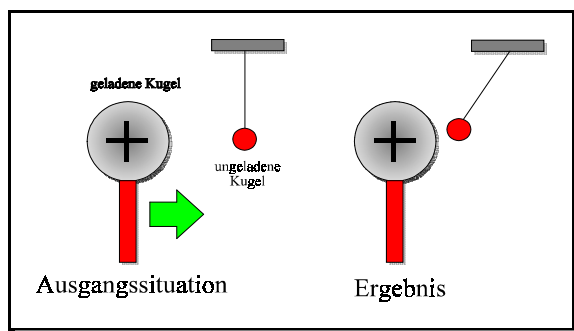 geladene Kugel
ungeladene
Kugel
Ausgangssituation
Ergebnis